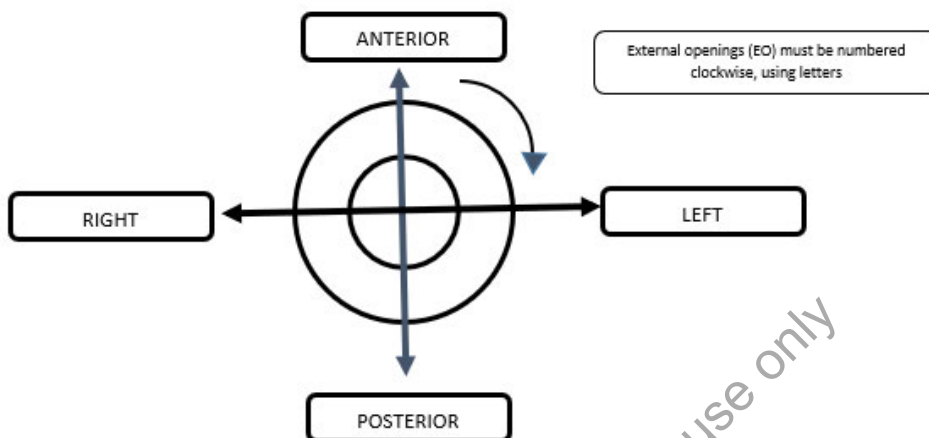 ANTERIOR
External openings (EO) must be numbered
clockwise, using letters
RIGHT
LEFT
POSTERIOR
use only